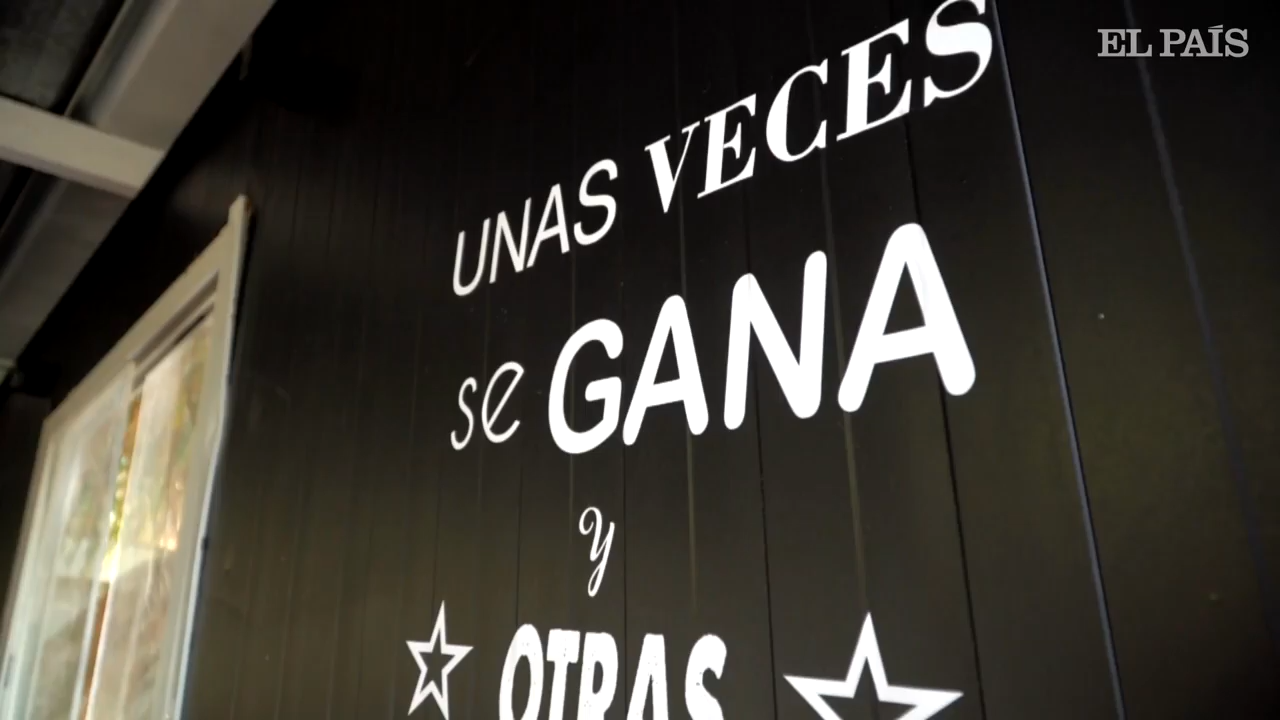 EL PAÍS
UNAS VECES
se GANA
y
OTRAS